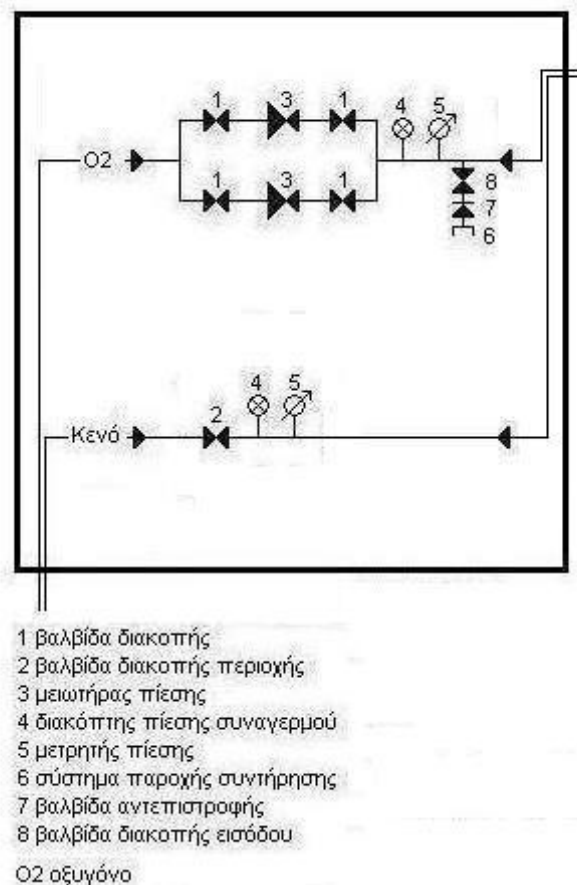 1 3 1 4 5
O2
1 3 1 8
7
6
4 5
2
Κενό
1 βαλβίδα διακοπής
2 βαλβίδα διακοπής περιοχής
3 μειωτήρας πίεσης
4 διακόπτης πίεσης συναγερμού
5 μετρητής πίεσης
6 σύστημα παροχής συντήρησης
7 βαλβίδα αντεπιστροφής
8 βαλβίδα διακοπής εισόδου
O2 οξυγόνο